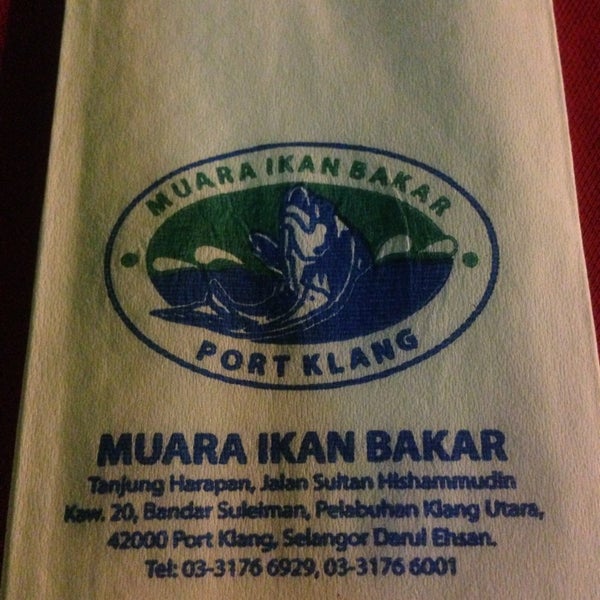 MUARA IKAN BAKAR
PORT KLANG
MUARA IKAN BAKAR
Tanjung Harapan, Jalan Sultan Hishammudin
Kaw. 20, Bandar Suleiman, Pelabuhan Klang Utara,
42000 Port Klang, Selangor Darul Ehsan.
Tel: 03-3176 6929, 03-3176 6001